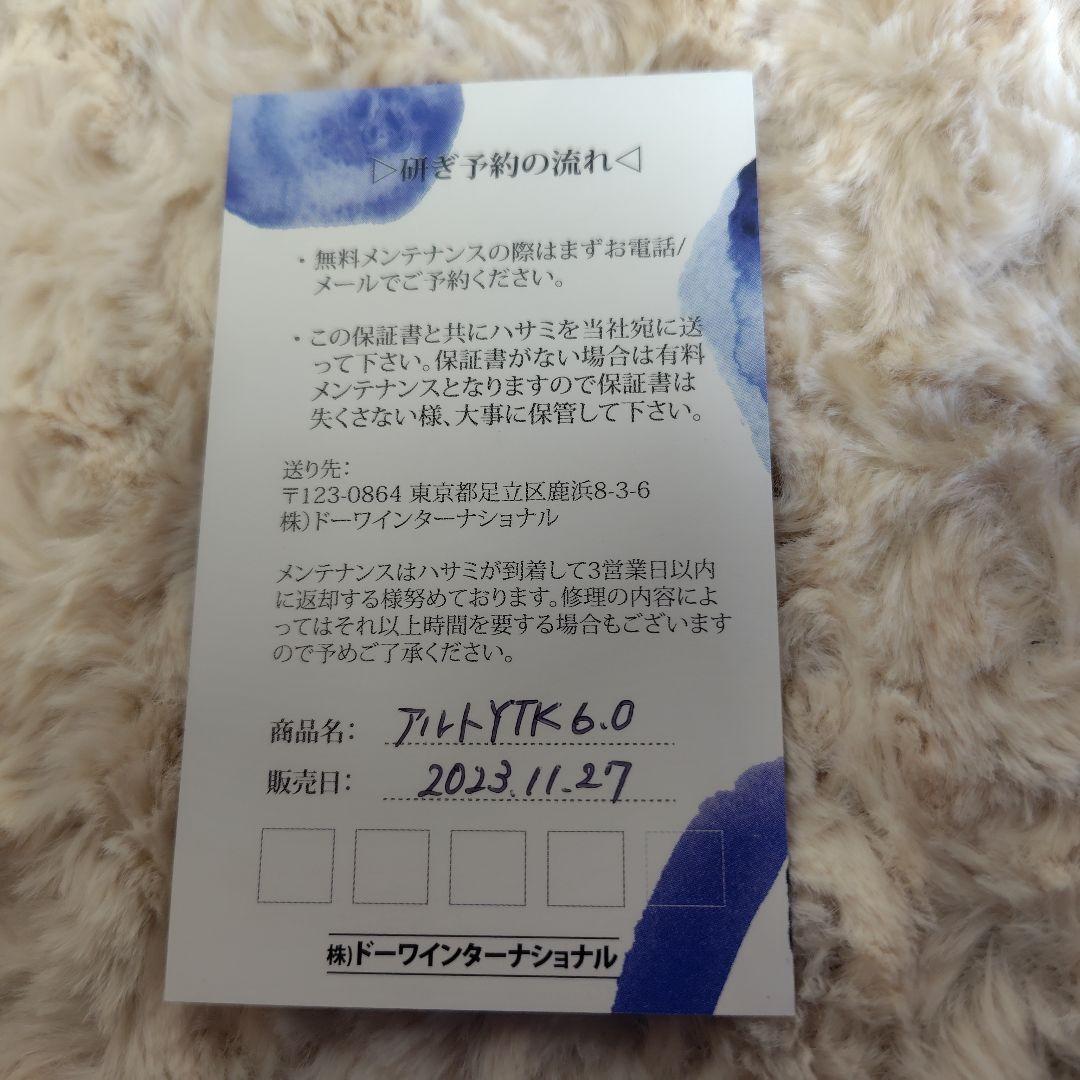 ▷研ぎ予約の流れ◁
・無料メンテナンスの際はまずお電話/
メールでご予約ください。
・この保証書と共にハサミを当社宛に送
って下さい。保証書がない場合は有料
メンテナンスとなりますので保証書は
失くさない様、大事に保管して下さい。
送り先:
〒123-0864 東京都足立区鹿浜8-3-6
株)ドーワインターナショナル
メンテナンスはハサミが到着して3営業日以内
に返却する様努めております。修理の内容によ
ってはそれ以上時間を要する場合もございます
ので予めご了承ください。
商品名: アルトYTK 6.0
販売日: 2023.11.27
株)ドーワインターナショナル